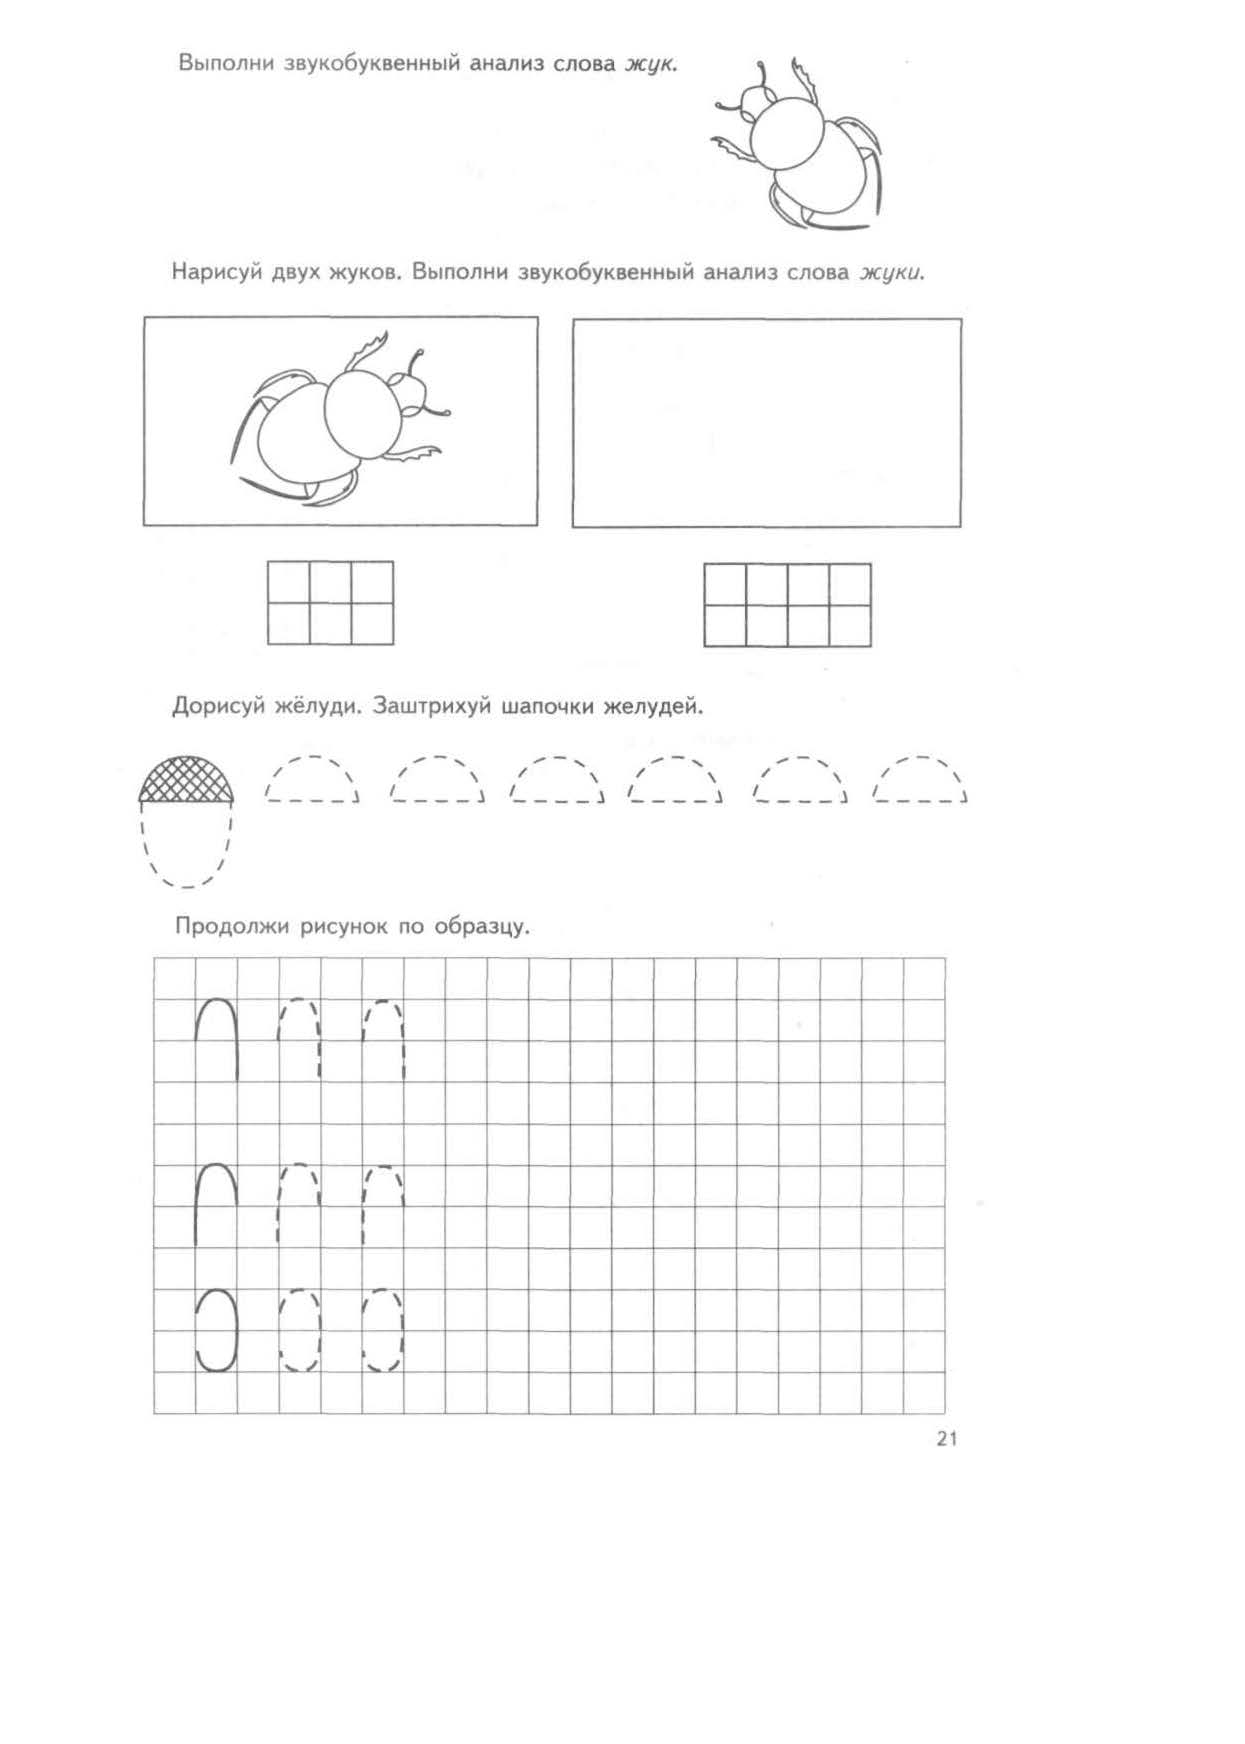 Выполни звукобуквенный анализ слова жук.
Нарисуй двух жуков. Выполни звукобуквенный анализ слова жуки.
Дорисуй жёлуди. Заштрихуй шапочки желудей.
Продолжи рисунок по образцу.
21